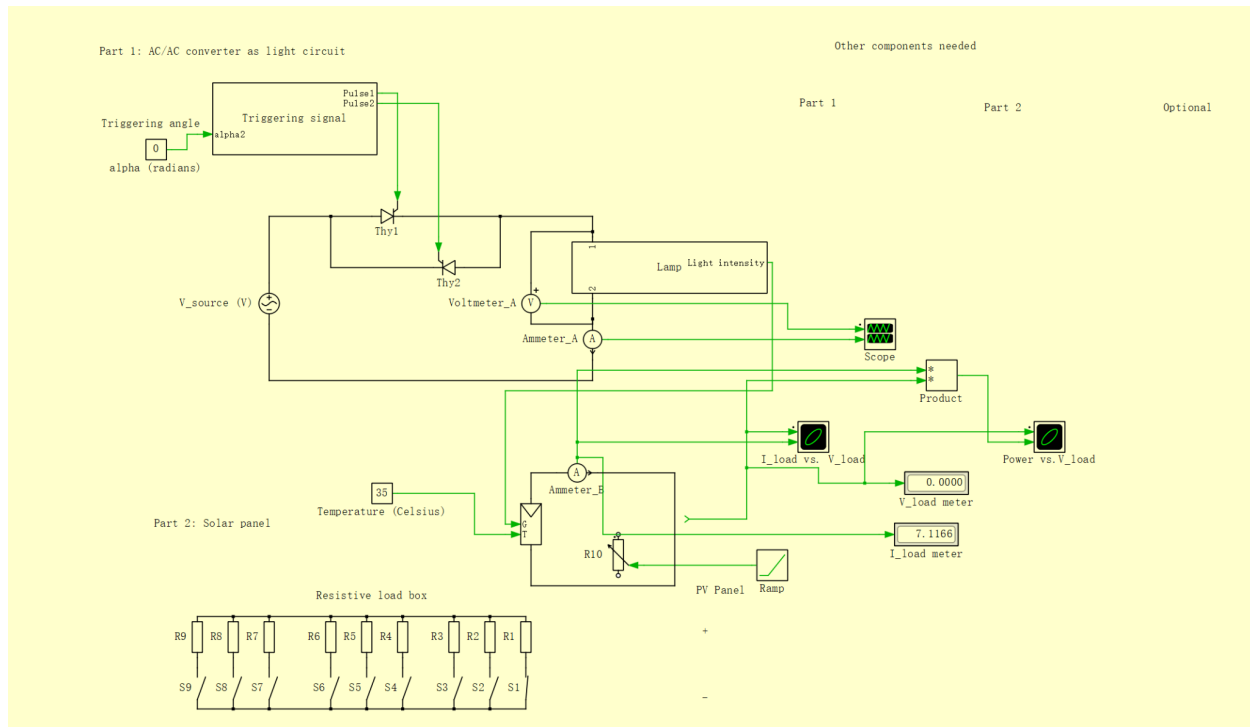 Part 1: AC/AC converter as light circuit
Other components needed
Part 1
Part 2
Optional
Pulse1
Pulse2
Triggering signal
Triggering angle
alpha2
0
alpha (radians)
Thy1
Thy2
1
Light intensity
Lamp
2
V_source (V)
Voltmeter_A
V
+
Ammeter_A
A
Scope
*
*
Product
I_load vs. V_load
Power vs.V_load
A
Ammeter_B
0.0000
V_load meter
35
Temperature (Celsius)
G
T
Part 2: Solar panel
7.1166
I_load meter
R10
Ramp
PV Panel
Resistive load box
+
R9
R8
R7
R6
R5
R4
R3
R2
R1
S9
S8
S7
S6
S5
S4
S3
S2
S1
−